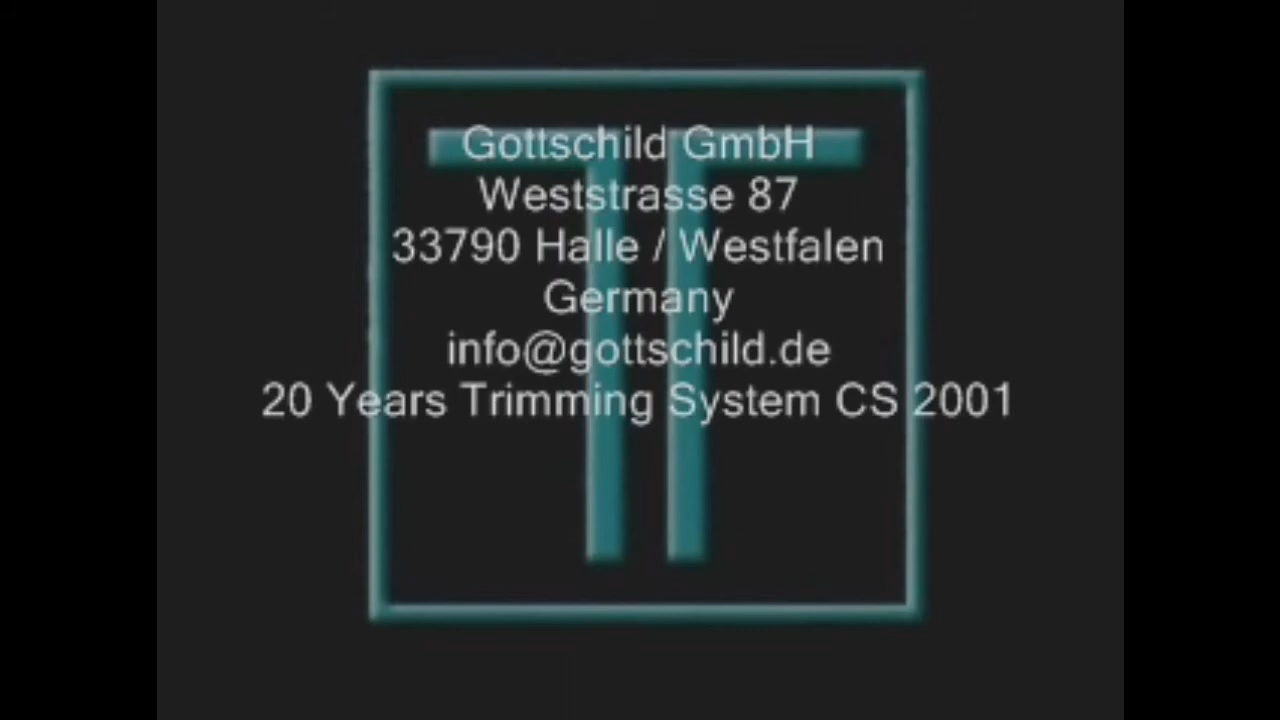 Gottschild GmbH
Weststrasse 87
33790 Halle / Westfalen
Germany
info@gottschild.de
20 Years Trimming System CS 2001